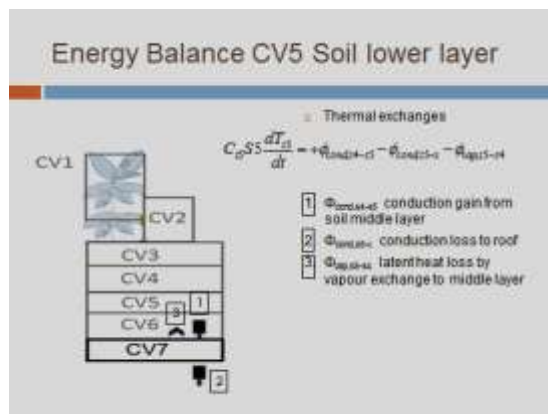 Energy Balance CV5 Soil lower layer
Thermal exchanges
CV1
CV2
CV3
CV4
CV5
CV6
CV7
3
1
2
1 conduction gain from
soil middle layer
2 conduction loss to roof
3 latent heat loss by
vapour exchange to middle layer